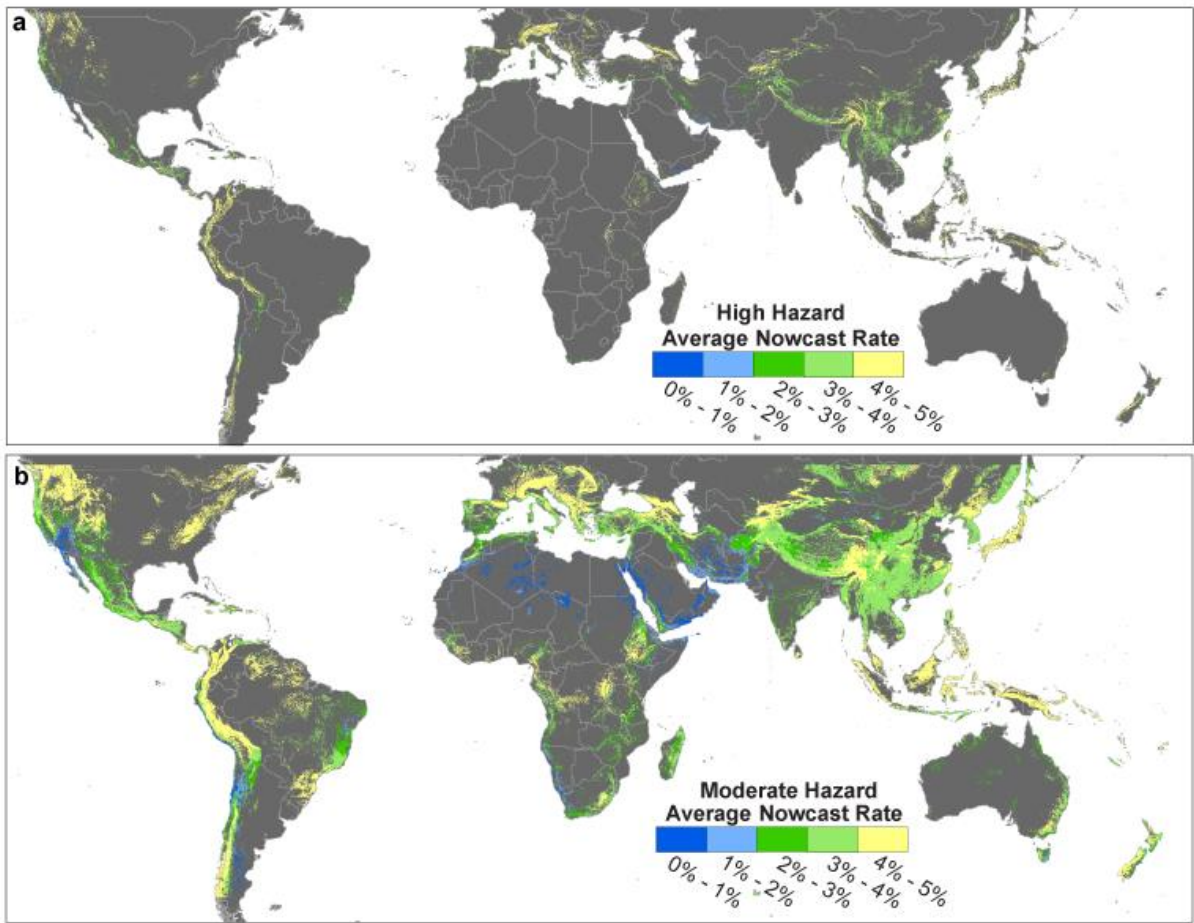 a
High Hazard
Average Nowcast Rate
0% - 1%
1% - 2%
2% - 3%
3% - 4%
4% - 5%
b
Moderate Hazard
Average Nowcast Rate
0% - 1%
1% - 2%
2% - 3%
3% - 4%
4% - 5%